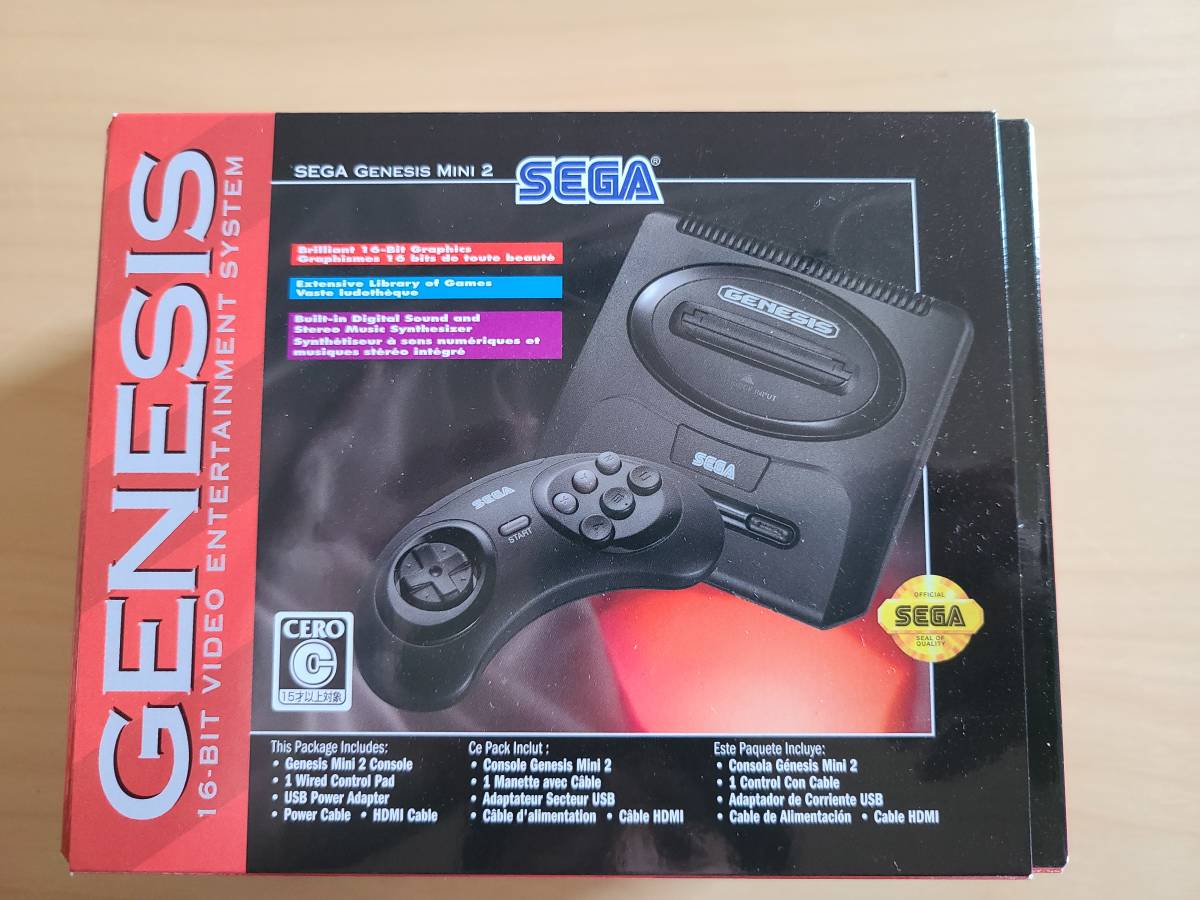 GENESIS
16-BIT VIDEO ENTERTAINMENT SYSTEM
SEGA GENESIS MINI 2
SEGA®
Brilliant 16-Bit Graphics
Graphismes 16 bits de toute beauté
Extensive Library of Games
Vaste ludothèque
Built-in Digital Sound and
Stereo Music Synthesizer
Synthétiseur à sons numériques et
musiques stéréo intégré
GENESIS
INPUT
SEGA
SEGA
START
CERO
C
15才以上対象
OFFICIAL
SEGA
SEAL OF
QUALITY
This Package Includes:
• Genesis Mini 2 Console
• 1 Wired Control Pad
• USB Power Adapter
• Power Cable • HDMI Cable
Ce Pack Inclut :
• Console Genesis Mini 2
• 1 Manette avec Câble
• Adaptateur Secteur USB
• Câble d'alimentation • Câble HDMI
Este Paquete Incluye:
• Consola Génesis Mini 2
• 1 Control Con Cable
• Adaptador de Corriente USB
• Cable de Alimentación • Cable HDMI